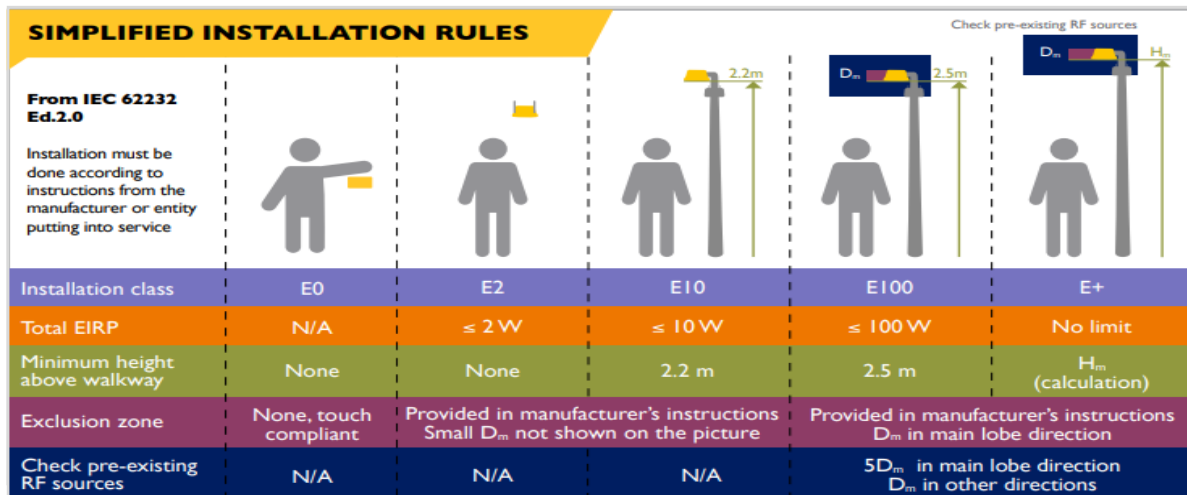 SIMPLIFIED INSTALLATION RULES
Check pre-existing RF sources
From IEC 62232
Ed.2.0
Installation must be
done according to
instructions from the
manufacturer or entity
putting into service
2.2m
Dₘ
2.5m
Dₘ
Hₘ
Installation class
E0
E2
E10
E100
E+
Total EIRP
N/A
≤ 2 W
≤ 10 W
≤ 100 W
No limit
Minimum height
above walkway
None
None
2.2 m
2.5 m
Hₘ
(calculation)
Exclusion zone
None, touch
compliant
Provided in manufacturer's instructions
Small Dₘ not shown on the picture
Provided in manufacturer's instructions
Dₘ in main lobe direction
Check pre-existing
RF sources
N/A
N/A
N/A
5Dₘ in main lobe direction
Dₘ in other directions